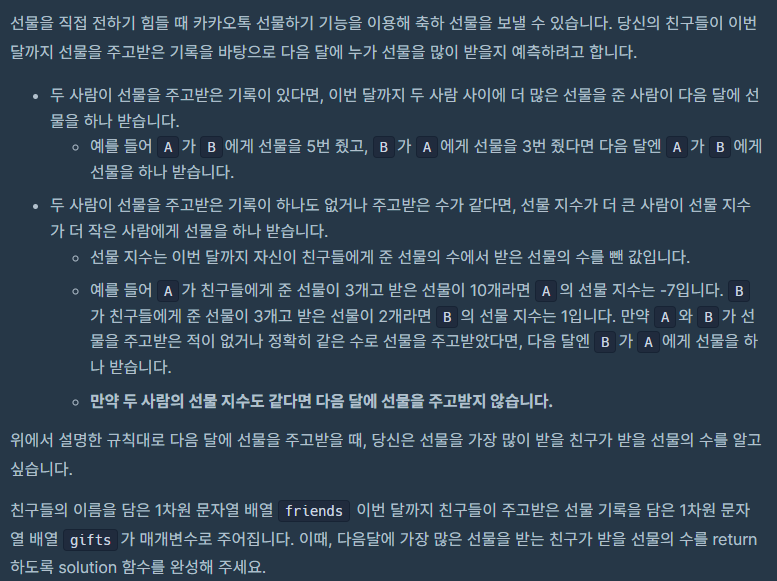 선물을 직접 전하기 힘들 때 카카오톡 선물하기 기능을 이용해 축하 선물을 보낼 수 있습니다. 당신의 친구들이 이번
달까지 선물을 주고받은 기록을 바탕으로 다음 달에 누가 선물을 많이 받을지 예측하려고 합니다.
• 두 사람이 선물을 주고받은 기록이 있다면, 이번 달까지 두 사람 사이에 더 많은 선물을 준 사람이 다음 달에 선
물을 하나 받습니다.
◦ 예를 들어 A 가 B 에게 선물을 5번 줬고, B 가 A 에게 선물을 3번 줬다면 다음 달엔 A 가 B 에게
선물을 하나 받습니다.
• 두 사람이 선물을 주고받은 기록이 하나도 없거나 주고받은 수가 같다면, 선물 지수가 더 큰 사람이 선물 지수
가 더 작은 사람에게 선물을 하나 받습니다.
◦ 선물 지수는 이번 달까지 자신이 친구들에게 준 선물의 수에서 받은 선물의 수를 뺀 값입니다.
◦ 예를 들어 A 가 친구들에게 준 선물이 3개고 받은 선물이 10개라면 A 의 선물 지수는 -7입니다. B
가 친구들에게 준 선물이 3개고 받은 선물이 2개라면 B 의 선물 지수는 1입니다. 만약 A 와 B 가 선
물을 주고받은 적이 없거나 정확히 같은 수로 선물을 주고받았다면, 다음 달엔 B 가 A 에게 선물을 하
나 받습니다.
◦ 만약 두 사람의 선물 지수도 같다면 다음 달에 선물을 주고받지 않습니다.
위에서 설명한 규칙대로 다음 달에 선물을 주고받을 때, 당신은 선물을 가장 많이 받을 친구가 받을 선물의 수를 알고
싶습니다.
친구들의 이름을 담은 1차원 문자열 배열 friends 이번 달까지 친구들이 주고받은 선물 기록을 담은 1차원 문자
열 배열 gifts 가 매개변수로 주어집니다. 이때, 다음달에 가장 많은 선물을 받는 친구가 받을 선물의 수를 return
하도록 solution 함수를 완성해 주세요.